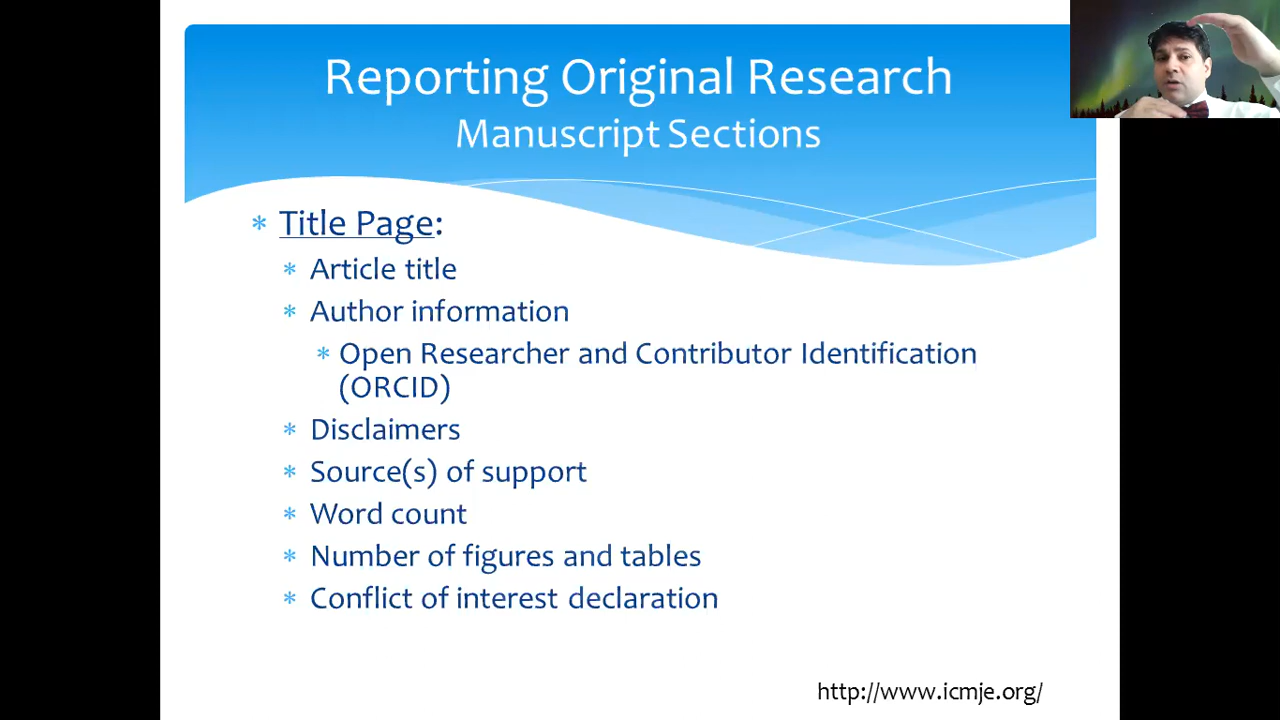 Reporting Original Research
Manuscript Sections
* Title Page:
* Article title
* Author information
* Open Researcher and Contributor Identification
(ORCID)
* Disclaimers
* Source(s) of support
* Word count
* Number of figures and tables
* Conflict of interest declaration
http://www.icmje.org/